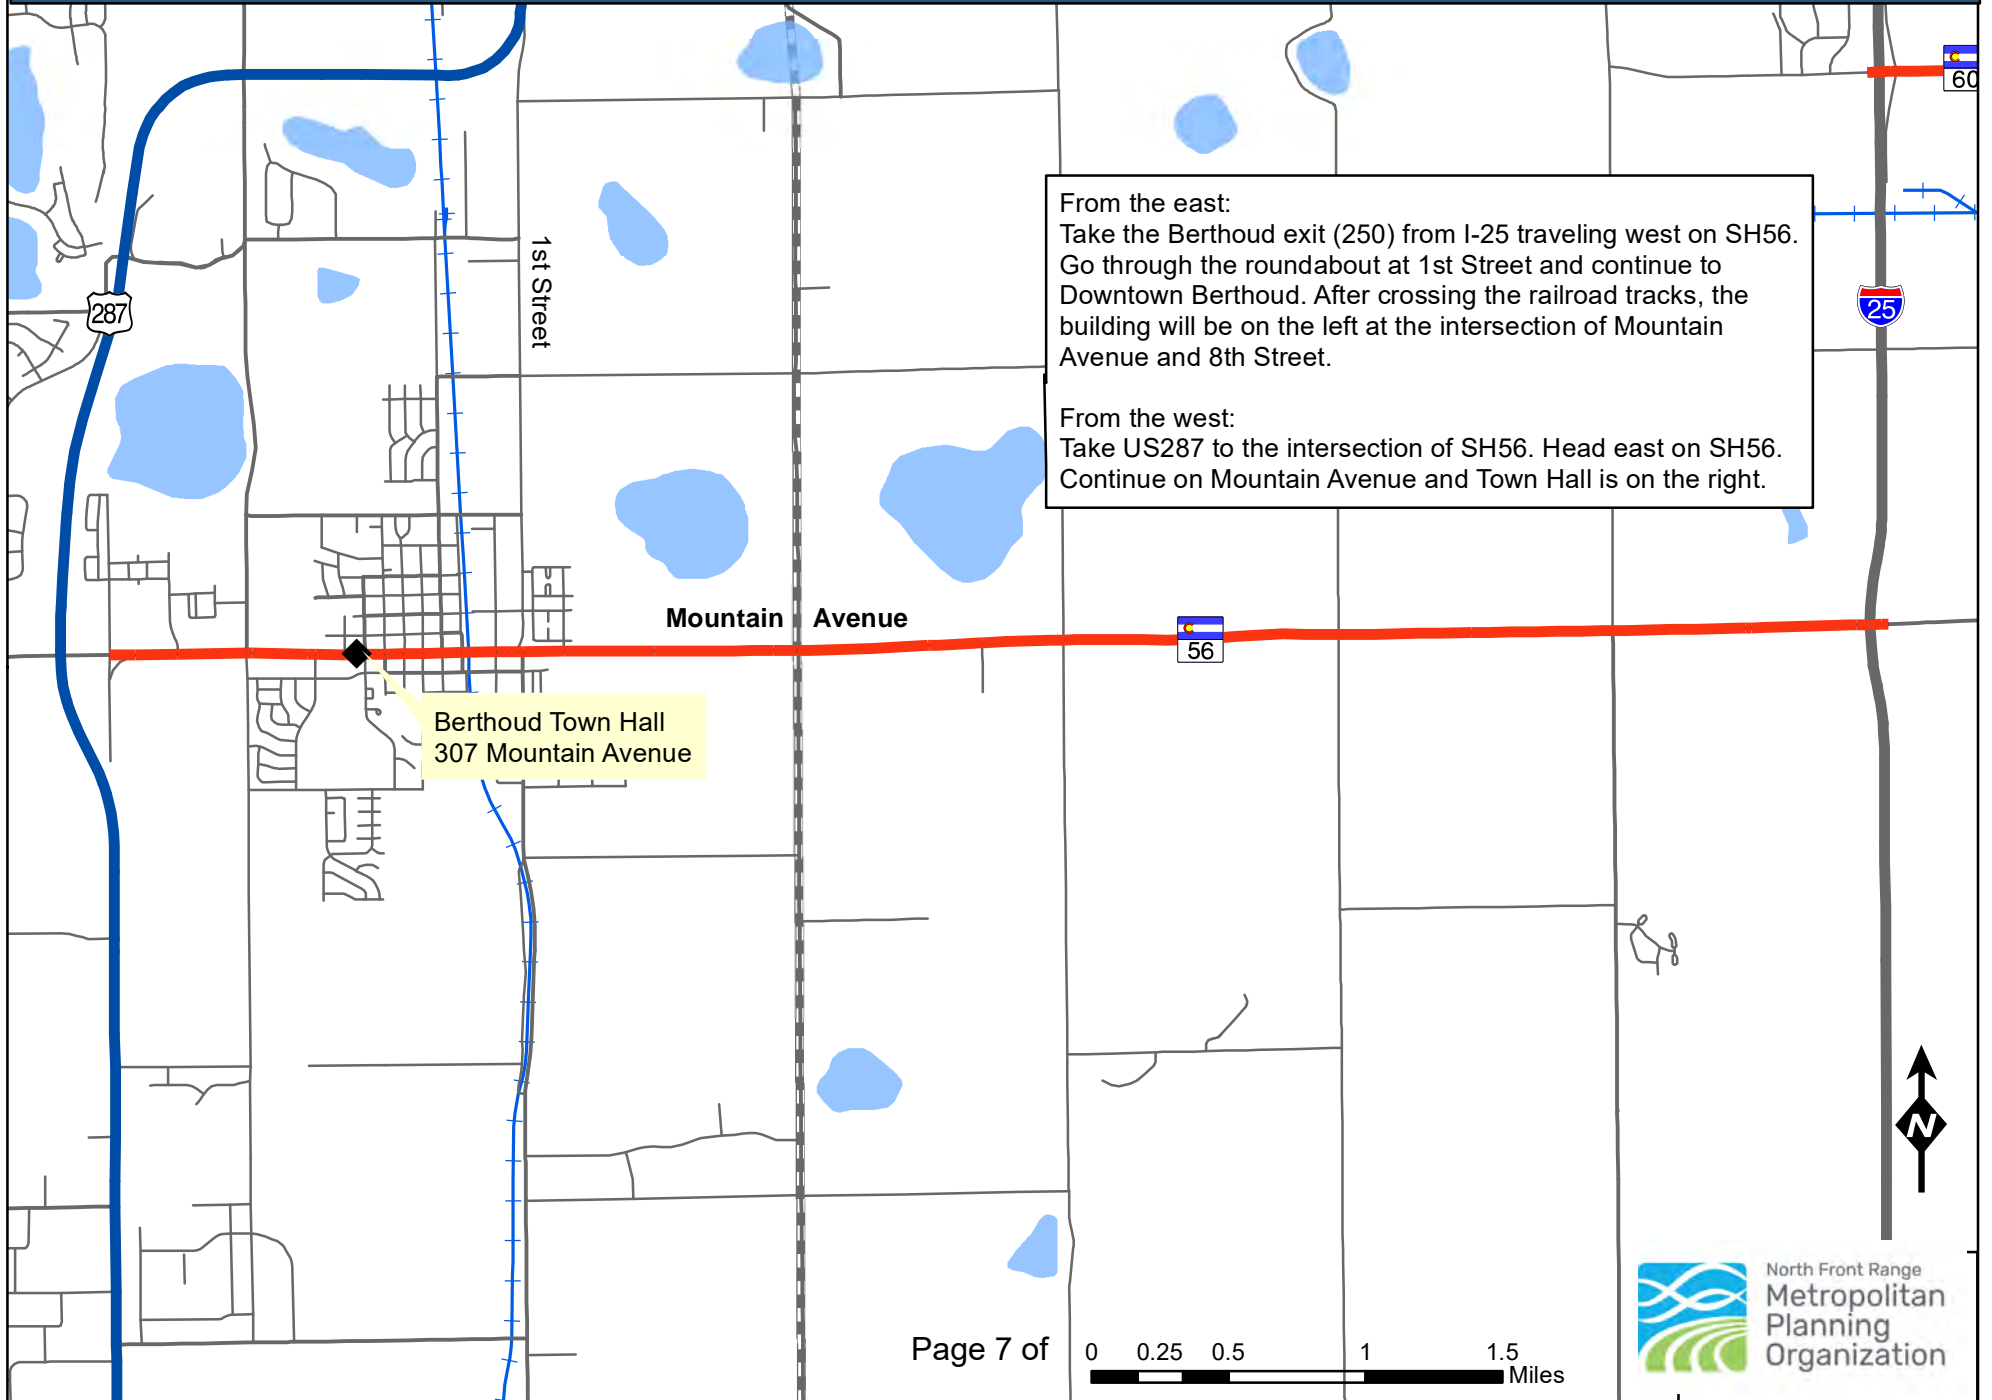 60
From the east:
Take the Berthoud exit (250) from I-25 traveling west on SH56.
Go through the roundabout at 1st Street and continue to
Downtown Berthoud. After crossing the railroad tracks, the
building will be on the left at the intersection of Mountain
Avenue and 8th Street.
From the west:
Take US287 to the intersection of SH56. Head east on SH56.
Continue on Mountain Avenue and Town Hall is on the right.
1st Street
287
25
Mountain Avenue
56
Berthoud Town Hall
307 Mountain Avenue
N
North Front Range
Metropolitan
Planning
Organization
Page 7 of
0 0.25 0.5 1 1.5
Miles